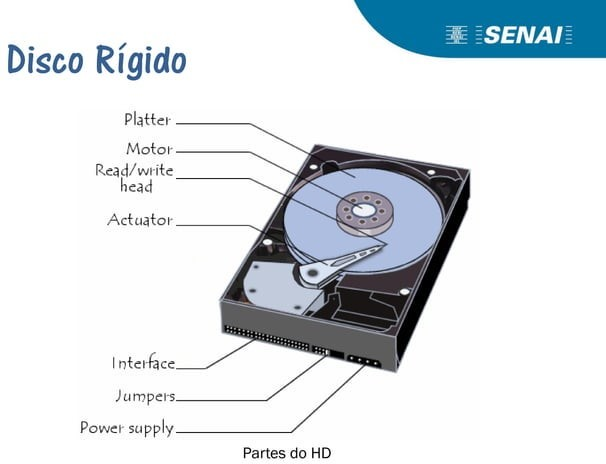 SENAI
Disco Rígido
Platter
Motor
Read/write
head
Actuator
Interface
Jumpers
Power supply
Partes do HD